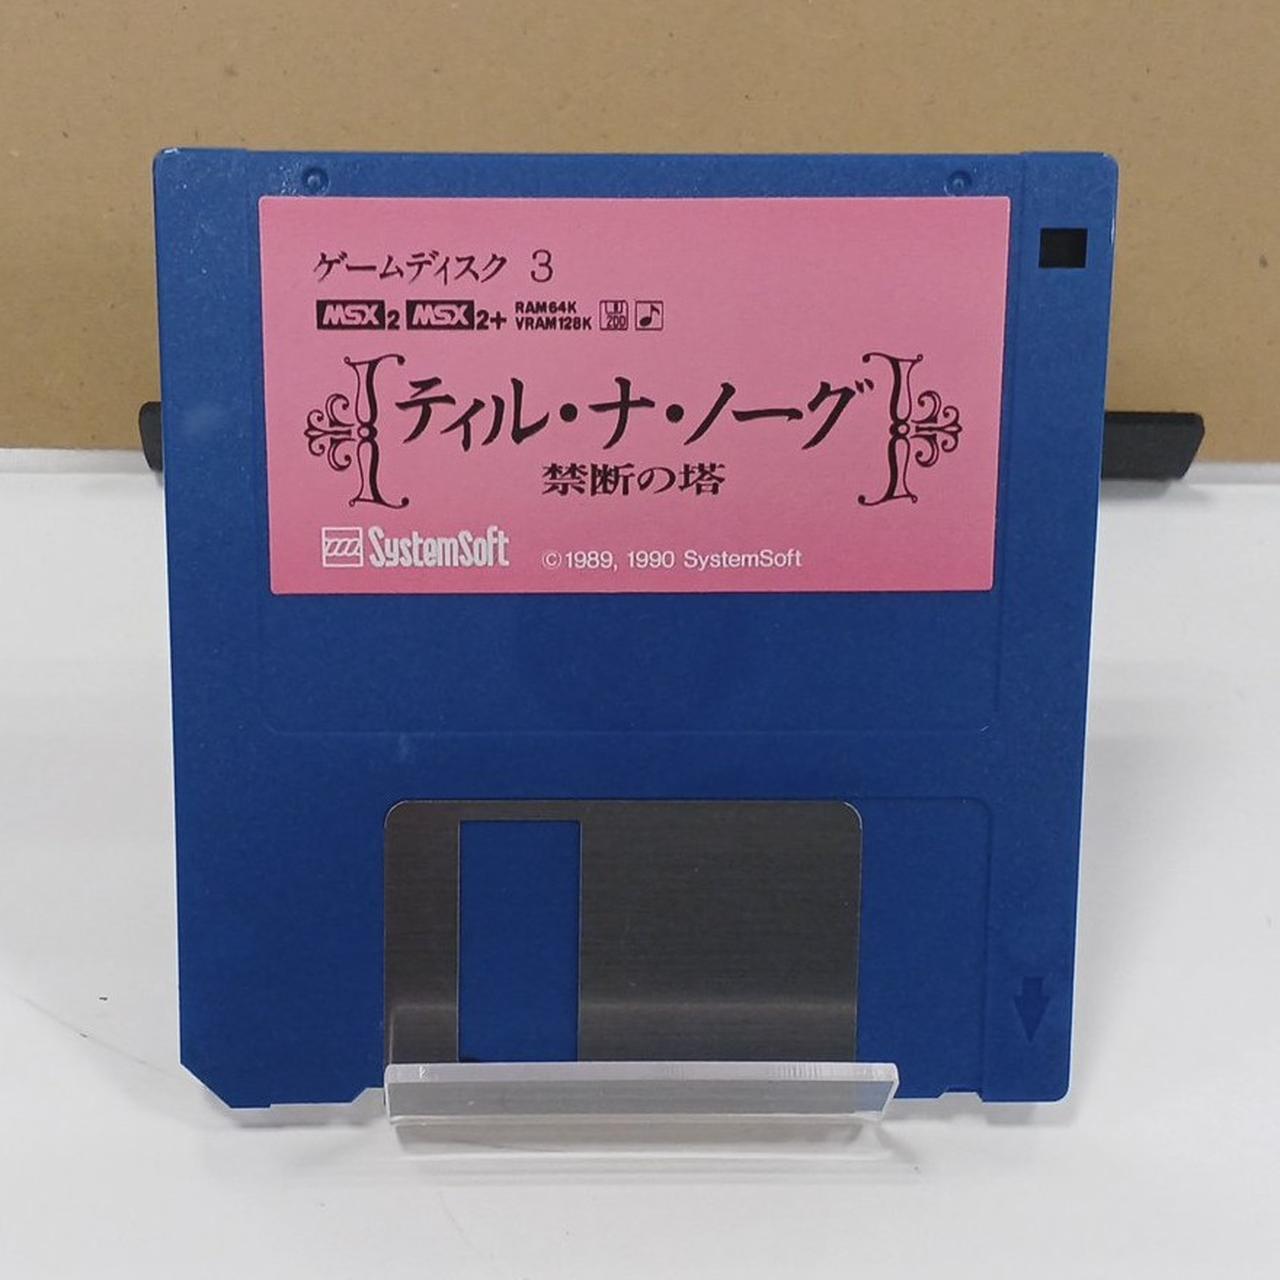 ゲームディスク 3
MSX2 MSX2+ RAM64K VRAM128K 2DD
ティル・ナ・ノーグ
禁断の塔
SystemSoft ©1989, 1990 SystemSoft